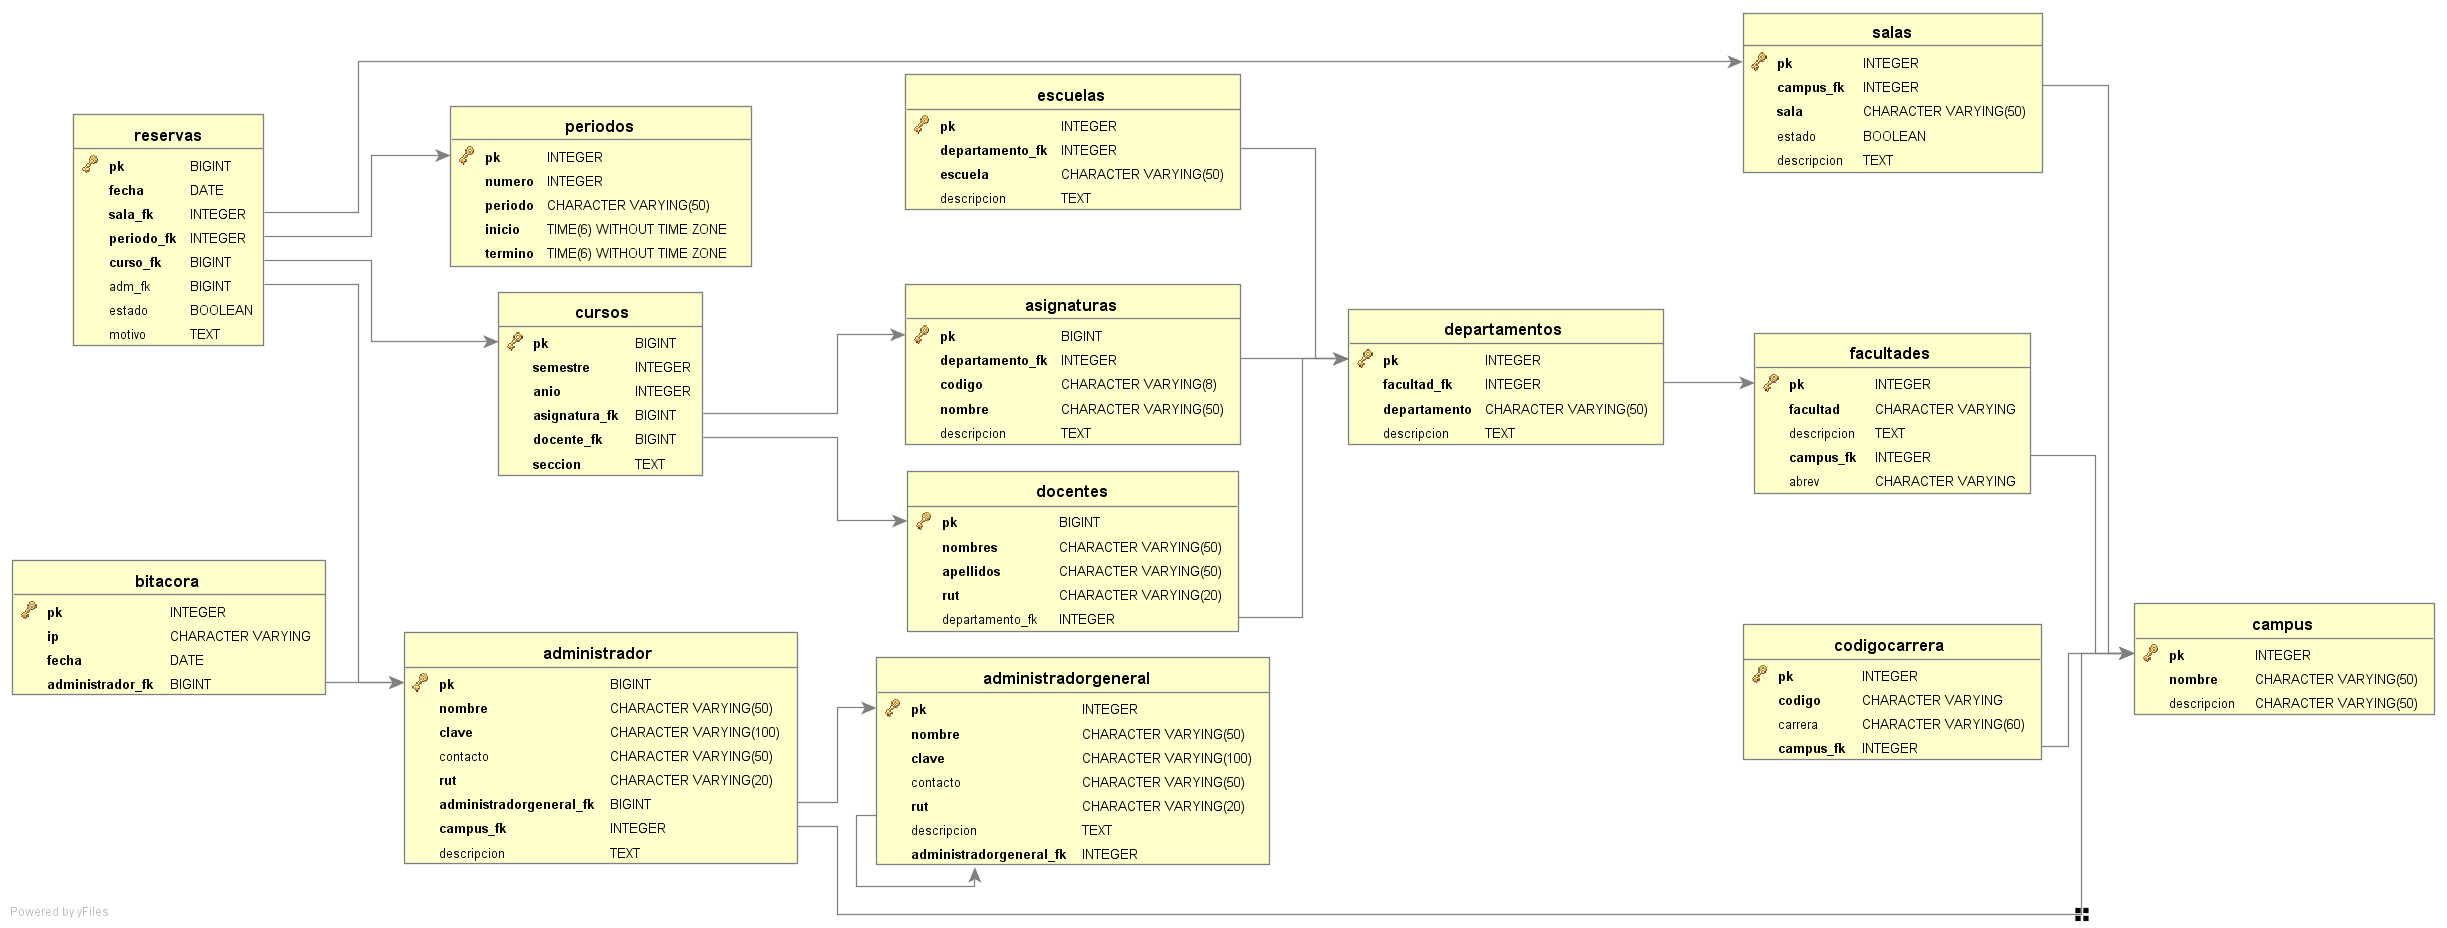 reservas
pk BIGINT
fecha DATE
sala_fk INTEGER
periodo_fk INTEGER
curso_fk BIGINT
adm_fk BIGINT
estado BOOLEAN
motivo TEXT
periodos
pk INTEGER
numero INTEGER
periodo CHARACTER VARYING(50)
inicio TIME(6) WITHOUT TIME ZONE
termino TIME(6) WITHOUT TIME ZONE
cursos
pk BIGINT
semestre INTEGER
anio INTEGER
asignatura_fk BIGINT
docente_fk BIGINT
seccion TEXT
escuelas
pk INTEGER
departamento_fk INTEGER
escuela CHARACTER VARYING(50)
descripcion TEXT
asignaturas
pk BIGINT
departamento_fk INTEGER
codigo CHARACTER VARYING(8)
nombre CHARACTER VARYING(50)
descripcion TEXT
docentes
pk BIGINT
nombres CHARACTER VARYING(50)
apellidos CHARACTER VARYING(50)
rut CHARACTER VARYING(20)
departamento_fk INTEGER
departamentos
pk INTEGER
facultad_fk INTEGER
departamento CHARACTER VARYING(50)
descripcion TEXT
salas
pk INTEGER
campus_fk INTEGER
sala CHARACTER VARYING(50)
estado BOOLEAN
descripcion TEXT
facultades
pk INTEGER
facultad CHARACTER VARYING
descripcion TEXT
campus_fk INTEGER
abrev CHARACTER VARYING
bitacora
pk INTEGER
ip CHARACTER VARYING
fecha DATE
administrador_fk BIGINT
administrador
pk BIGINT
nombre CHARACTER VARYING(50)
clave CHARACTER VARYING(100)
contacto CHARACTER VARYING(50)
rut CHARACTER VARYING(20)
administradorgeneral_fk BIGINT
campus_fk INTEGER
descripcion TEXT
administradorgeneral
pk INTEGER
nombre CHARACTER VARYING(50)
clave CHARACTER VARYING(100)
contacto CHARACTER VARYING(50)
rut CHARACTER VARYING(20)
descripcion TEXT
administradorgeneral_fk INTEGER
codigocarrera
pk INTEGER
codigo CHARACTER VARYING
carrera CHARACTER VARYING(60)
campus_fk INTEGER
campus
pk INTEGER
nombre CHARACTER VARYING(50)
descripcion CHARACTER VARYING(50)
Powered by yFiles